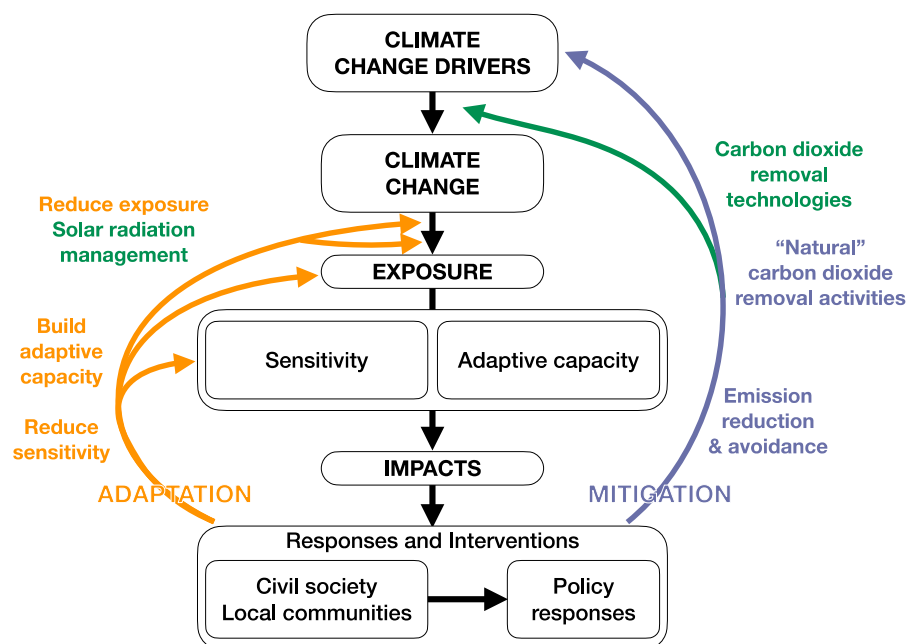 CLIMATE
CHANGE DRIVERS
CLIMATE
CHANGE
Carbon dioxide
removal
technologies
Reduce exposure
Solar radiation
management
EXPOSURE
“Natural”
carbon dioxide
removal activities
Build
adaptive
capacity
Sensitivity
Adaptive capacity
Reduce
sensitivity
Emission
reduction
& avoidance
IMPACTS
ADAPTATION
MITIGATION
Responses and Interventions
Civil society
Local communities
Policy
responses